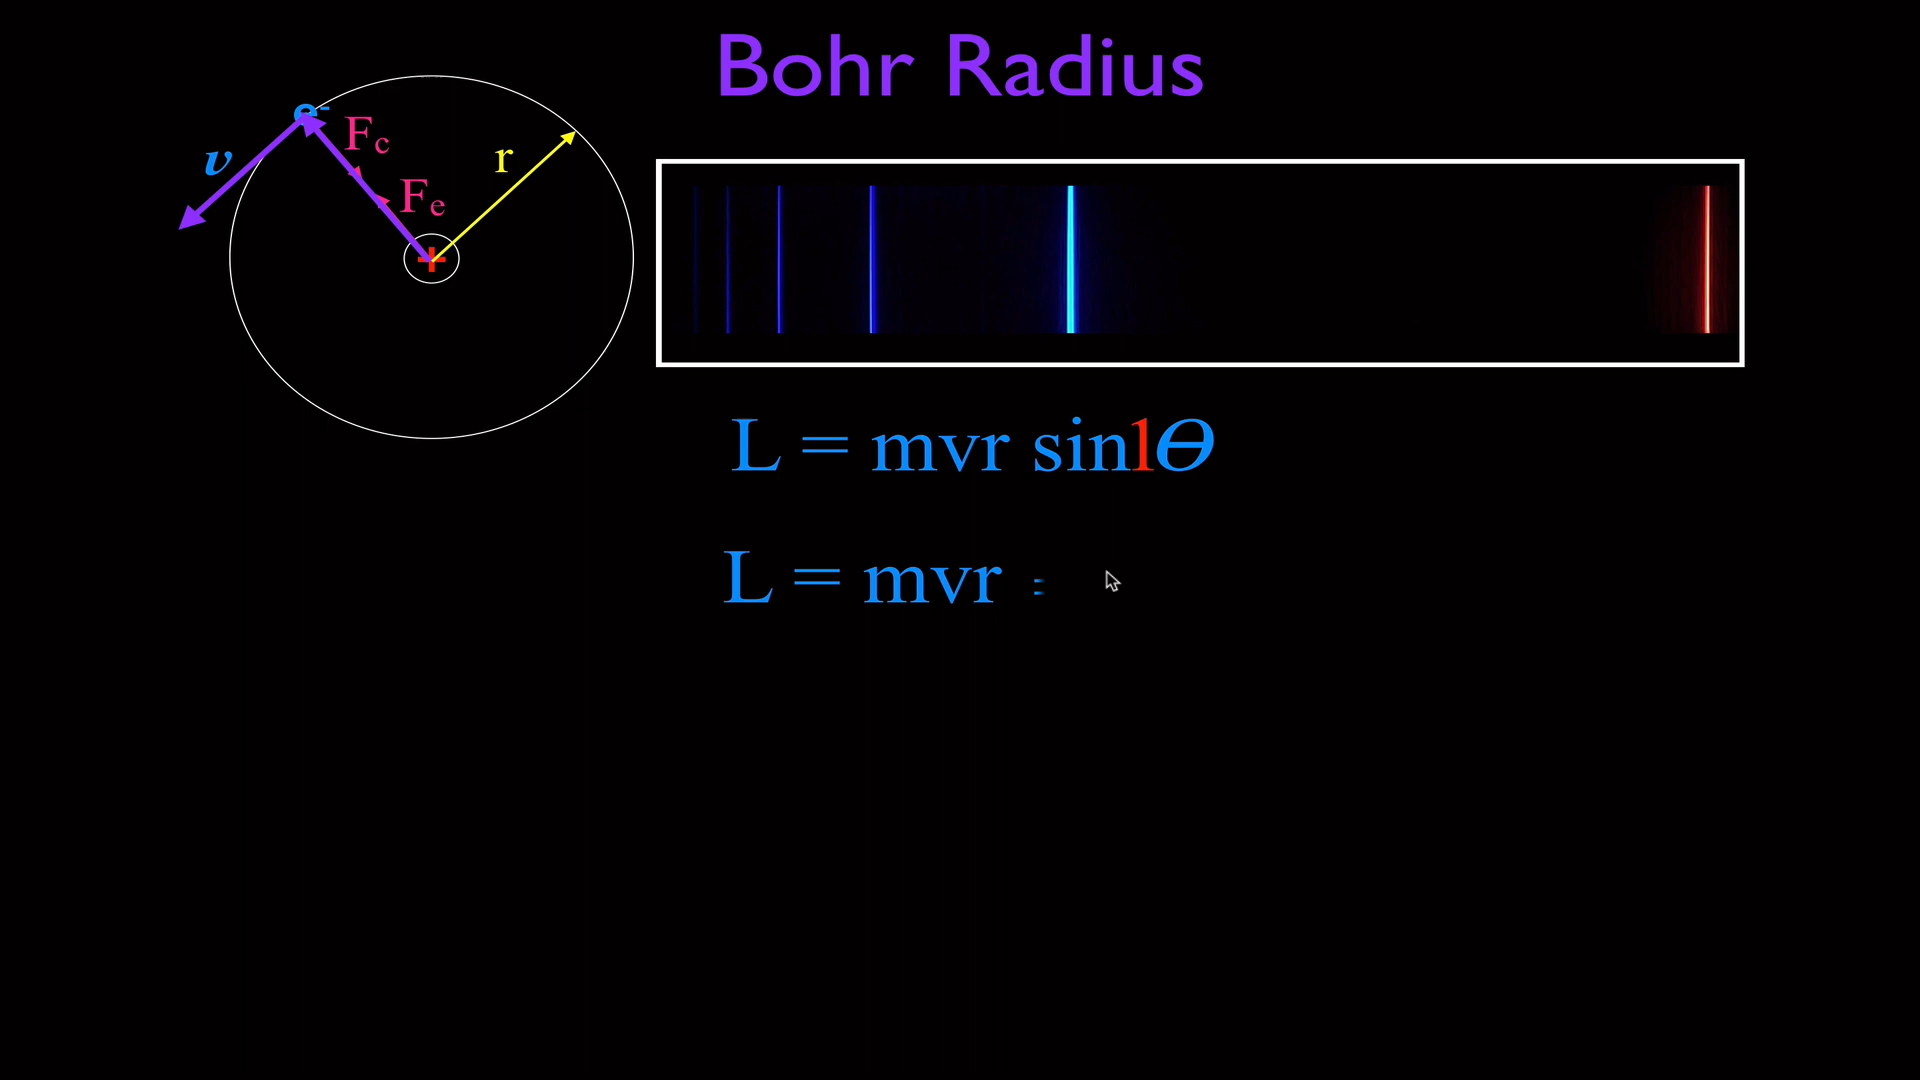 Bohr Radius
e-
Fc
v
r
Fe
+
L = mvr sin1Θ
L = mvr =